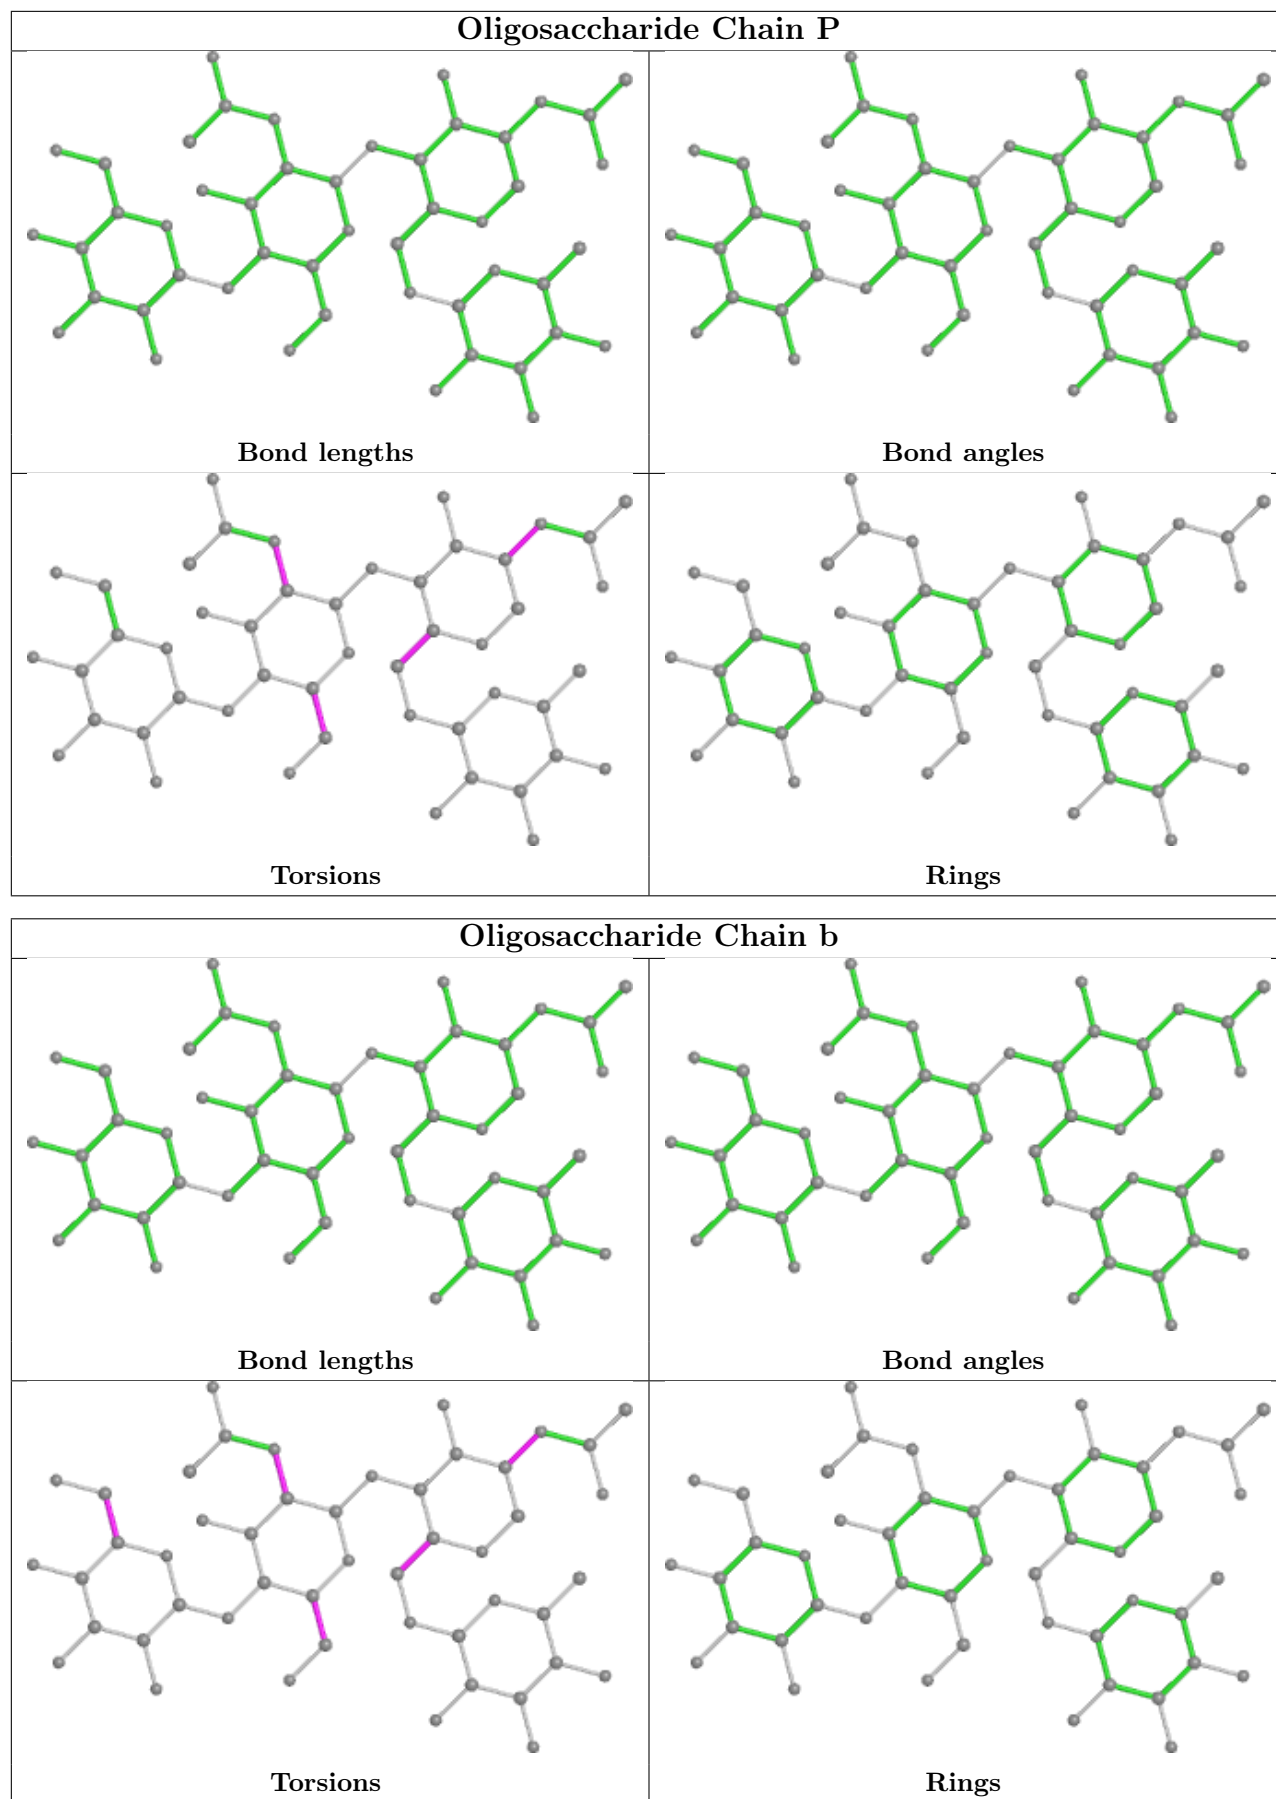 Oligosaccharide Chain P
Bond lengths
Bond angles
Torsions
Rings
Oligosaccharide Chain b
Bond lengths
Bond angles
Torsions
Rings